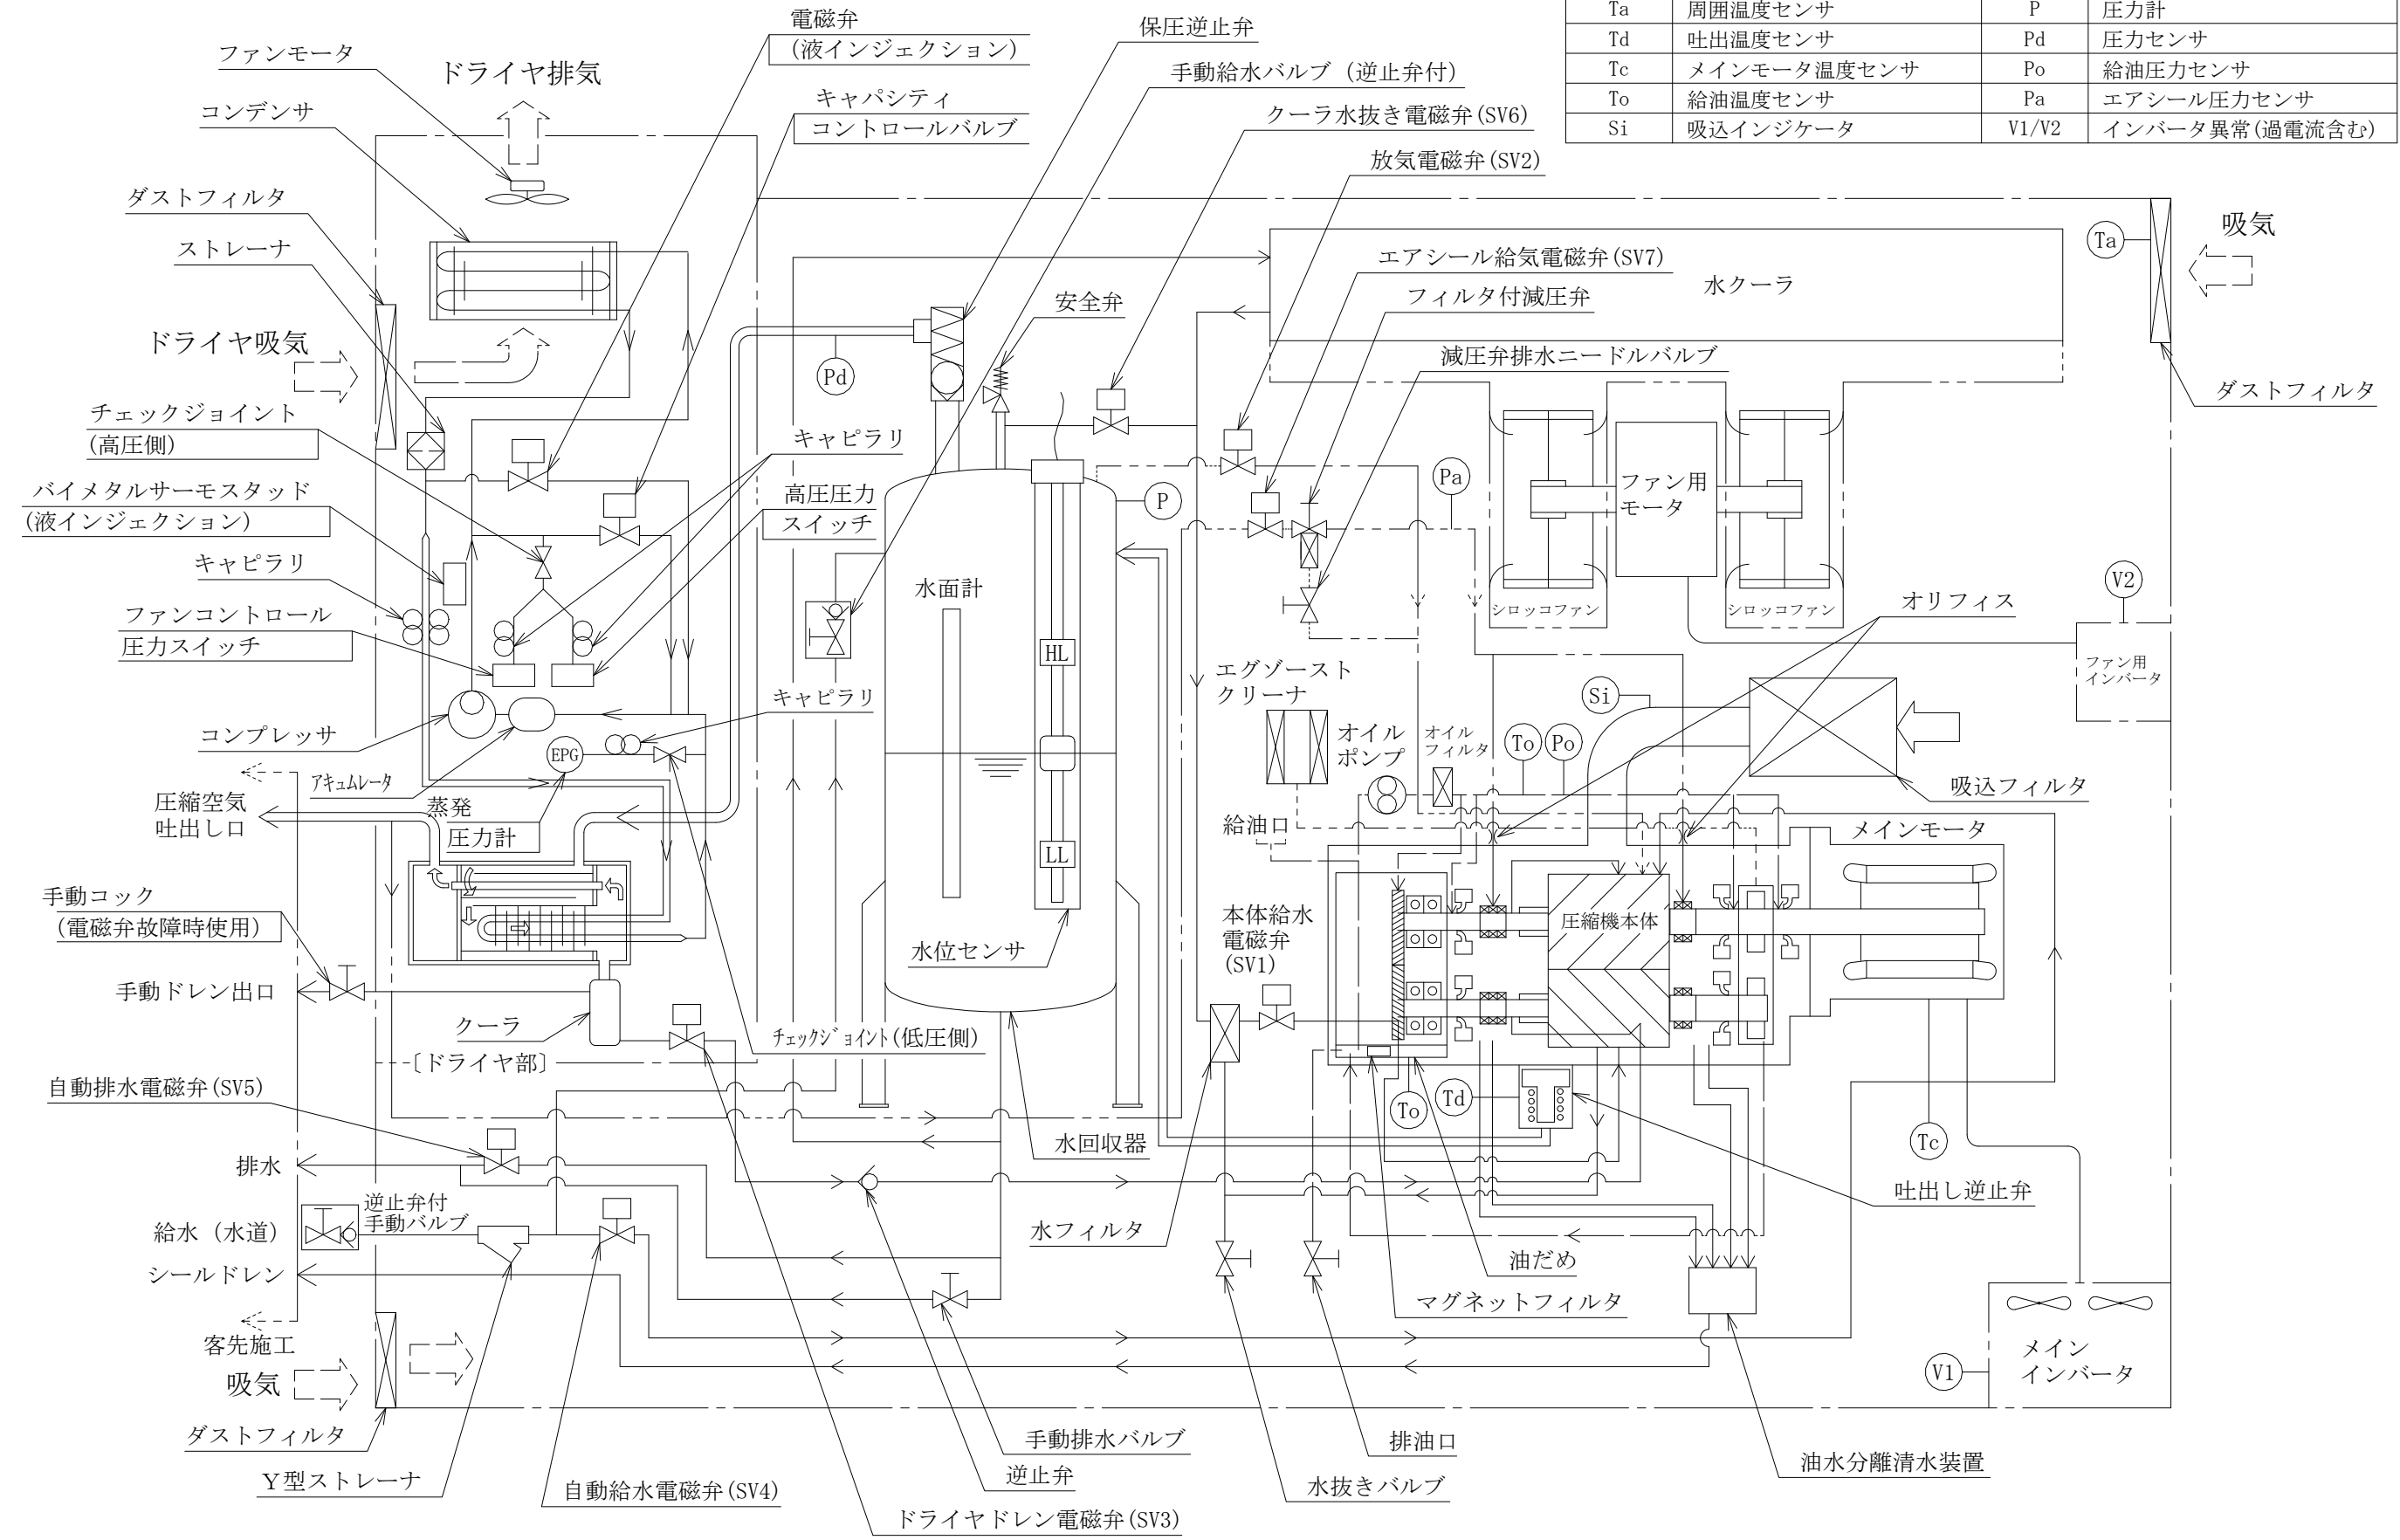 Ta 周囲温度センサ P 圧力計
Td 吐出温度センサ Pd 圧力センサ
Tc メインモータ温度センサ Po 給油圧力センサ
To 給油温度センサ Pa エアシール圧力センサ
Si 吸込インジケータ V1/V2 インバータ異常(過電流含む)
電磁弁
(液インジェクション)
保圧逆止弁
ファンモータ
ドライヤ排気
手動給水バルブ (逆止弁付)
コンデンサ
キャパシティ
コントロールバルブ
クーラ水抜き電磁弁(SV6)
放気電磁弁(SV2)
ダストフィルタ
ストレーナ
Ta
吸気
エアシール給気電磁弁(SV7)
水クーラ
フィルタ付減圧弁
安全弁
ドライヤ吸気
減圧弁排水ニードルバルブ
Pd
ダストフィルタ
チェックジョイント
(高圧側)
キャピラリ
バイメタルサーモスタッド
(液インジェクション)
高圧圧力
スイッチ
P
Pa
ファン用
モータ
キャピラリ
水面計
V2
ファンコントロール
圧力スイッチ
シロッコファン
シロッコファン
オリフィス
HL
ファン用
インバータ
エグゾースト
クリーナ
キャピラリ
Si
コンプレッサ
EPG
オイル
ポンプ
オイル
フィルタ
To
Po
アキュムレータ
吸込フィルタ
圧縮空気
吐出し口
蒸発
圧力計
給油口
メインモータ
LL
手動コック
(電磁弁故障時使用)
本体給水
電磁弁
(SV1)
圧縮機本体
水位センサ
手動ドレン出口
クーラ
チェックジョイント(低圧側)
[ドライヤ部]
自動排水電磁弁(SV5)
To
Td
水回収器
Tc
排水
吐出し逆止弁
逆止弁付
手動バルブ
給水 (水道)
水フィルタ
油だめ
シールドレン
マグネットフィルタ
客先施工
吸気
V1
メイン
インバータ
ダストフィルタ
手動排水バルブ
排油口
Y型ストレーナ
逆止弁
油水分離清水装置
自動給水電磁弁(SV4)
水抜きバルブ
ドライヤドレン電磁弁(SV3)